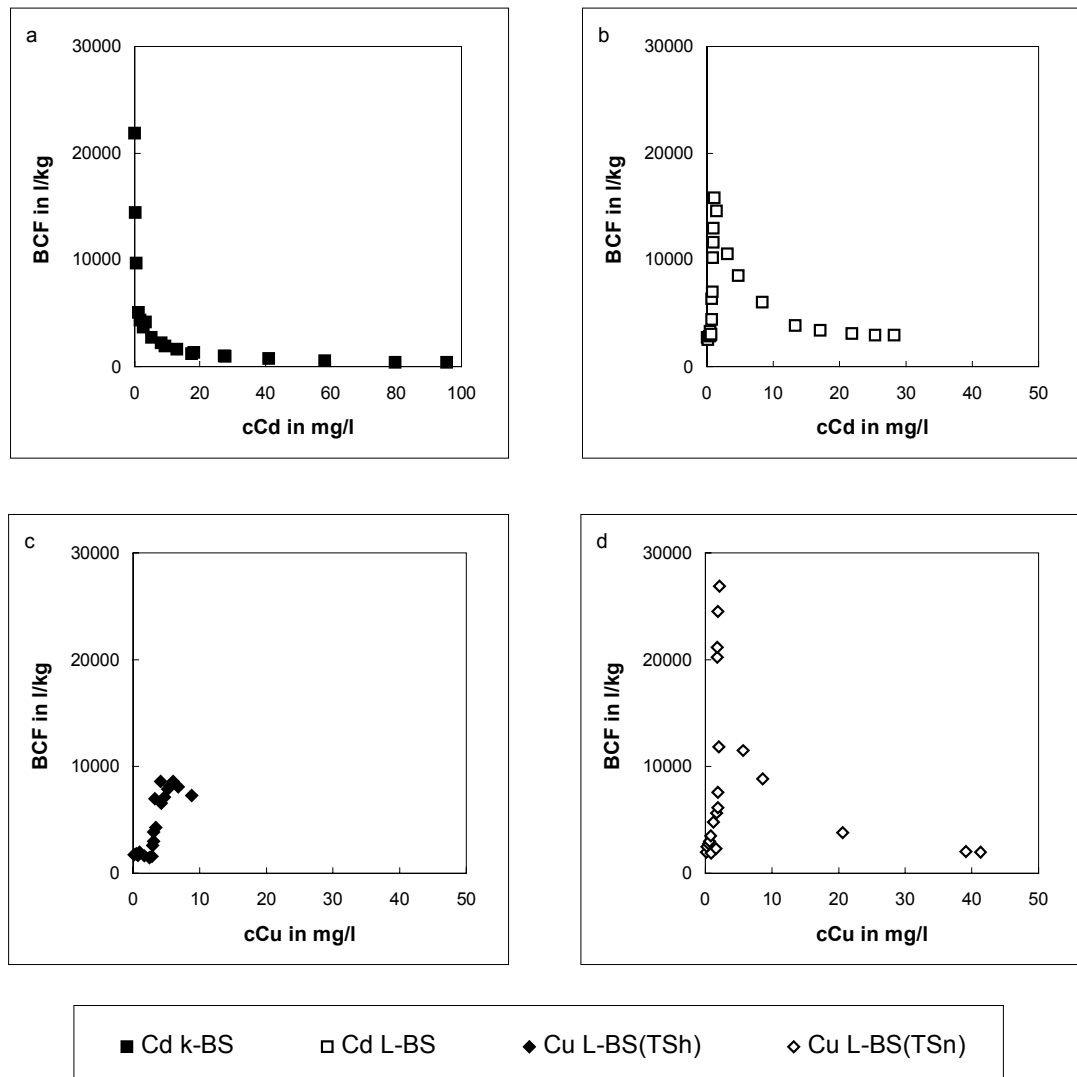 a
30000
20000
10000
0
BCF in l/kg
0 20 40 60 80 100
cCd in mg/l
b
30000
20000
10000
0
BCF in l/kg
0 10 20 30 40 50
cCd in mg/l
c
30000
20000
10000
0
BCF in l/kg
0 10 20 30 40 50
cCu in mg/l
d
30000
20000
10000
0
BCF in l/kg
0 10 20 30 40 50
cCu in mg/l
Cd k-BS Cd L-BS Cu L-BS(TSh) Cu L-BS(TSn)